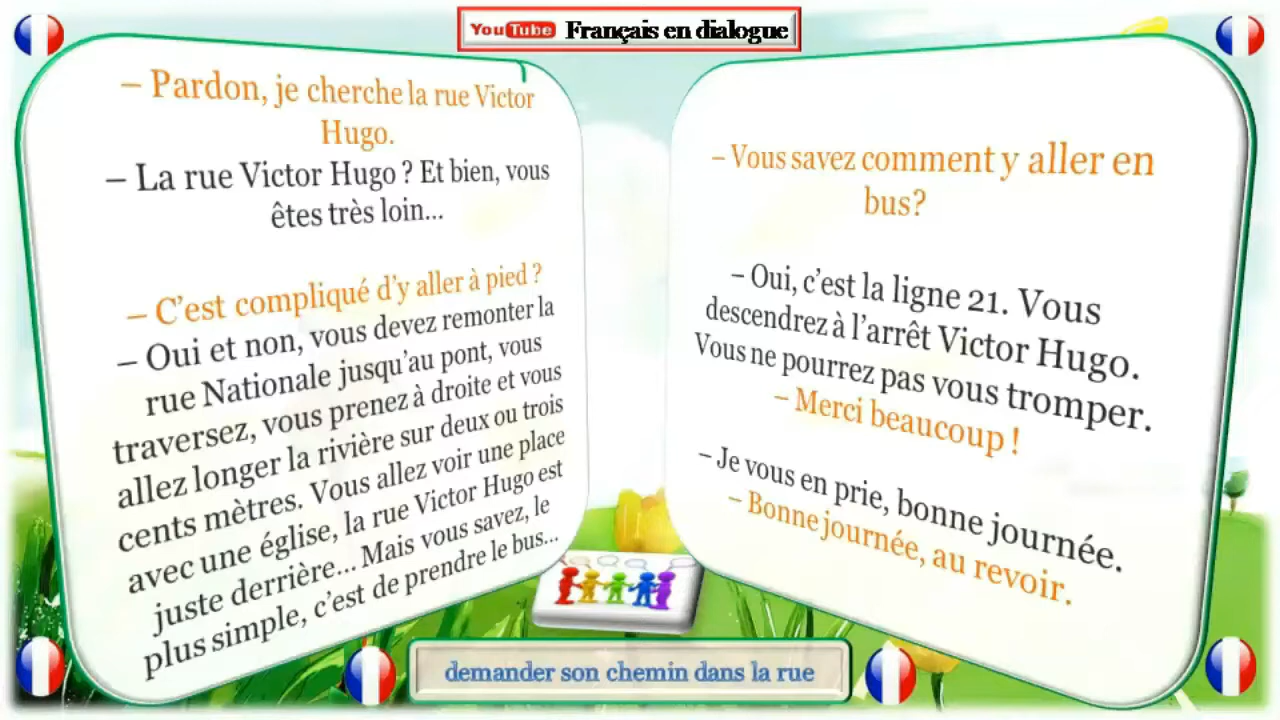 YouTube Français en dialogue
– Pardon, je cherche la rue Victor
Hugo.
– La rue Victor Hugo ? Et bien, vous
êtes très loin...
– C’est compliqué d’y aller à pied ?
– Oui et non, vous devez remonter la
rue Nationale jusqu’au pont, vous
traversez, vous prenez à droite et vous
allez longer la rivière sur deux ou trois
cents mètres. Vous allez voir une place
avec une église, la rue Victor Hugo est
juste derrière... Mais vous savez, le
plus simple, c’est de prendre le bus...
– Vous savez comment y aller en
bus?
– Oui, c’est la ligne 21. Vous
descendrez à l’arrêt Victor Hugo.
Vous ne pourrez pas vous tromper.
– Merci beaucoup !
– Je vous en prie, bonne journée.
– Bonne journée, au revoir.
demander son chemin dans la rue